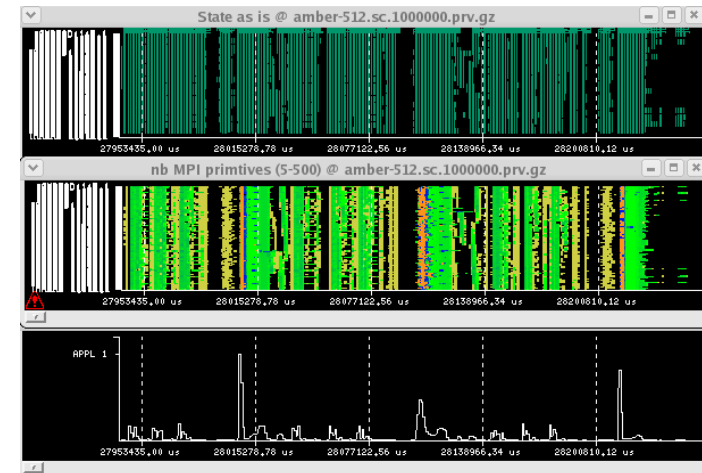 State as is @ amber-512.sc.1000000.prv.gz
27953435,00 us 28015278,78 us 28077122,56 us 28138966,34 us 28200810,12 us
nb MPI primtives (5-500) @ amber-512.sc.1000000.prv.gz
27953435,00 us 28015278,78 us 28077122,56 us 28138966,34 us 28200810,12 us
APPL 1
27953435,00 us 28015278,78 us 28077122,56 us 28138966,34 us 28200810,12 us